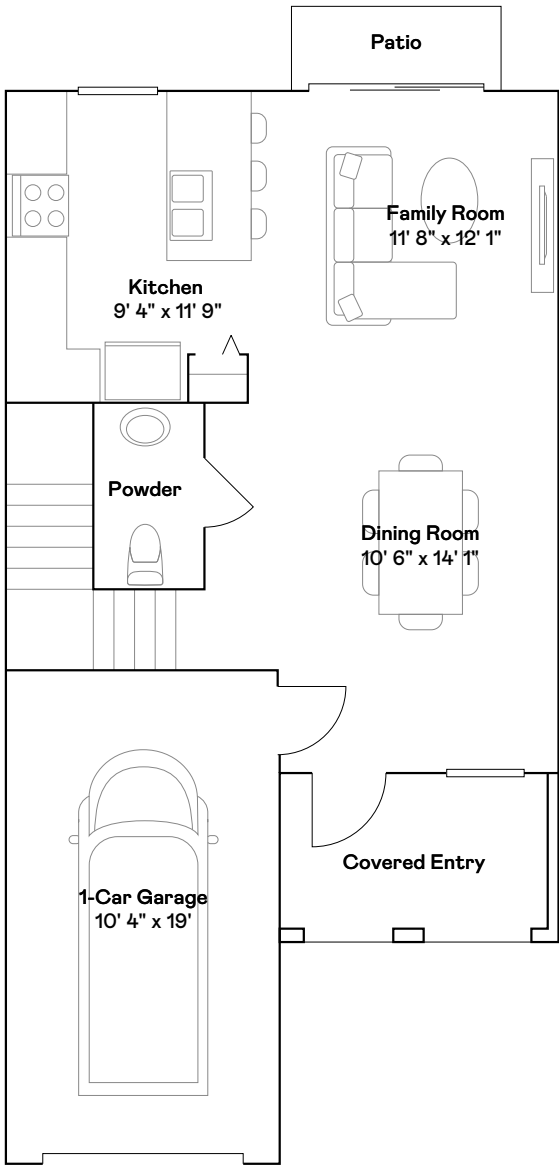 Patio
Family Room
11' 8" x 12' 1"
Kitchen
9' 4" x 11' 9"
Powder
Dining Room
10' 6" x 14' 1"
Covered Entry
1-Car Garage
10' 4" x 19'